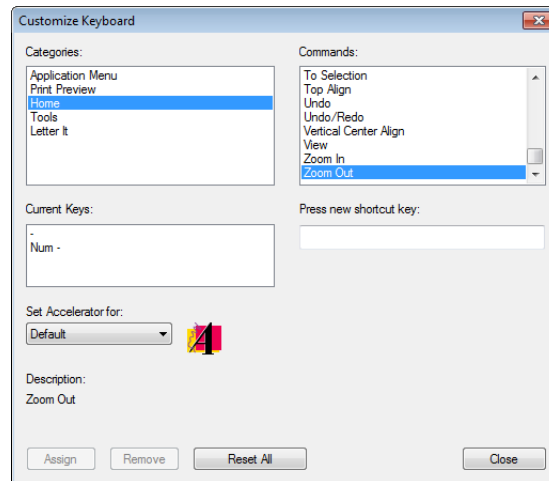 Customize Keyboard
Categories:
Application Menu
Print Preview
Home
Tools
Letter It
Commands:
To Selection
Top Align
Undo
Undo/Redo
Vertical Center Align
View
Zoom In
Zoom Out
Current Keys:
-
Num -
Press new shortcut key:
Set Accelerator for:
Default
A
Description:
Zoom Out
Assign
Remove
Reset All
Close